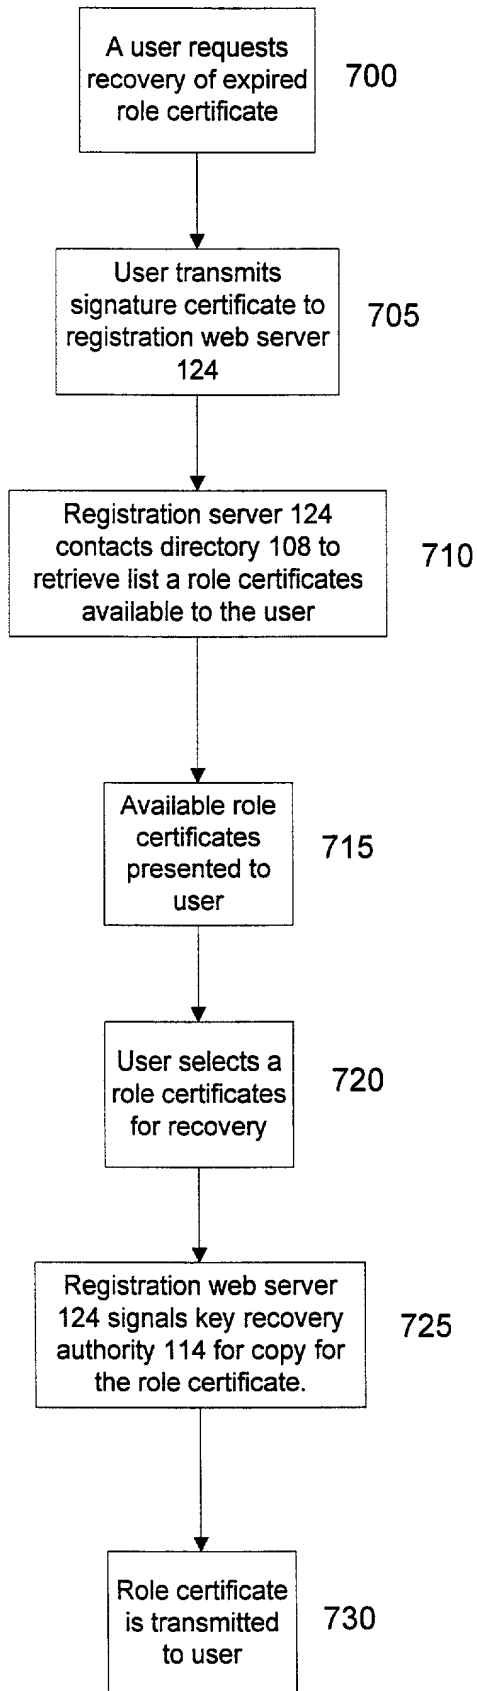 A user requests
recovery of expired
role certificate
700
User transmits
signature certificate to
registration web server
124
705
Registration server 124
contacts directory 108 to
retrieve list a role certificates
available to the user
710
Available role
certificates
presented to
user
715
User selects a
role certificates
for recovery
720
Registration web server
124 signals key recovery
authority 114 for copy for
the role certificate.
725
Role certificate
is transmitted
to user
730